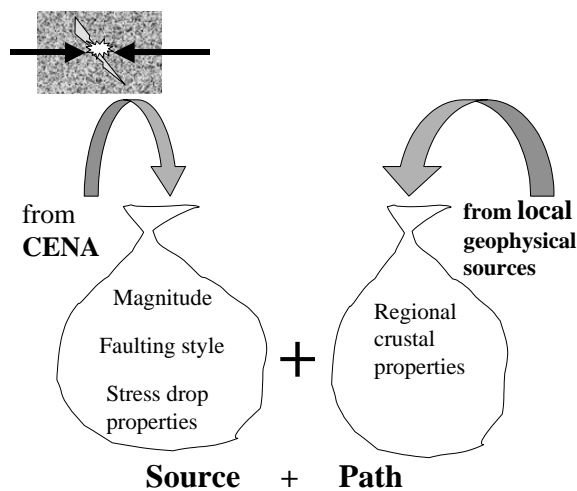 from
CENA
Magnitude
Faulting style
Stress drop
properties
+
from local
geophysical
sources
Regional
crustal
properties
Source + Path